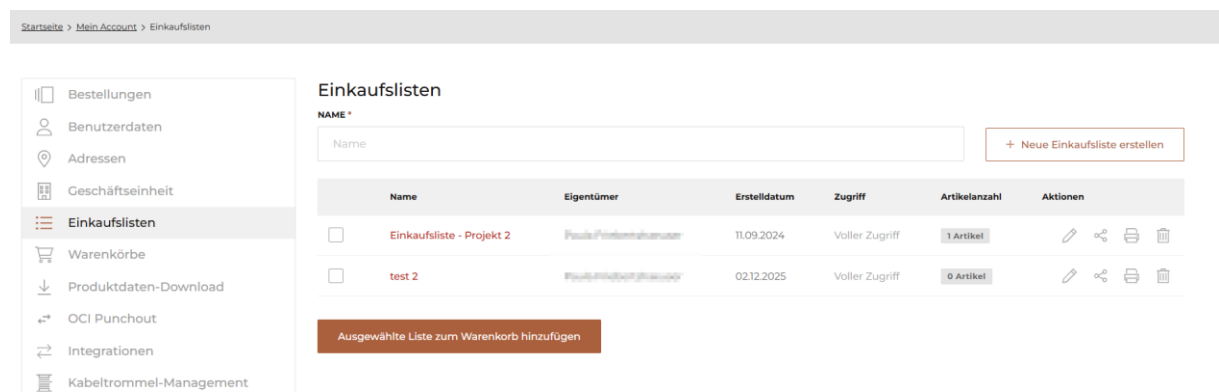 Startseite > Mein Account > Einkaufslisten
Bestellungen
Benutzerdaten
Adressen
Geschäftseinheit
Einkaufslisten
Warenkörbe
Produktdaten-Download
OCI Punchout
Integrationen
Kabeltrommel-Management
Einkaufslisten
NAME *
Name
+ Neue Einkaufsliste erstellen
Name Eigentümer Erstelldatum Zugriff Artikelanzahl Aktionen
Einkaufsliste - Projekt 2 11.09.2024 Voller Zugriff 1 Artikel
test 2 02.12.2025 Voller Zugriff 0 Artikel
Ausgewählte Liste zum Warenkorb hinzufügen